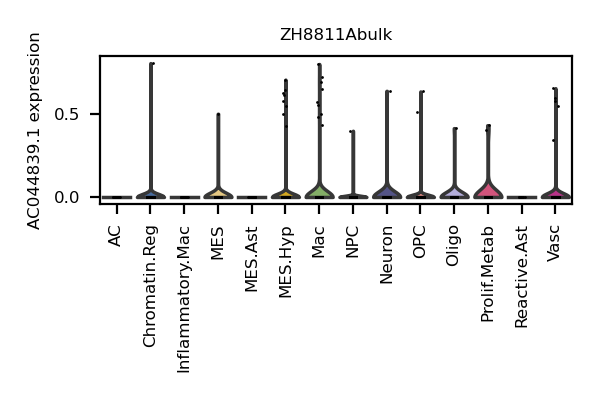 ZH8811Abulk
AC044839.1 expression
0.5
0.0
AC
Chromatin.Reg
Inflammatory.Mac
MES
MES.Ast
MES.Hyp
Mac
NPC
Neuron
OPC
Oligo
Prolif.Metab
Reactive.Ast
Vasc